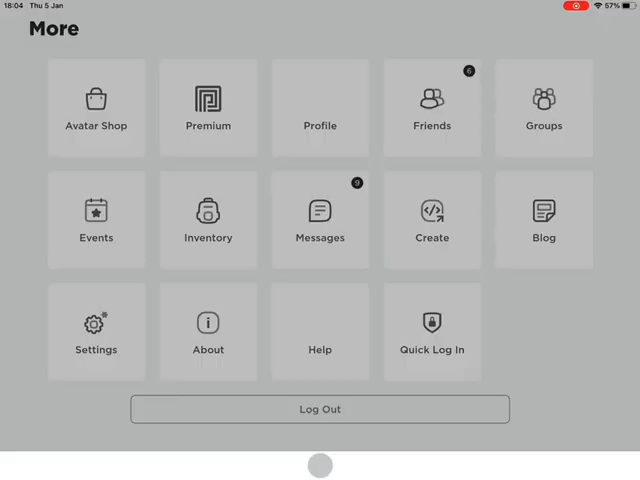 18:04 Thu 5 Jan 57%
More
6
Avatar Shop Premium Profile Friends Groups
9
Events Inventory Messages Create Blog
Settings About Help Quick Log In
Log Out